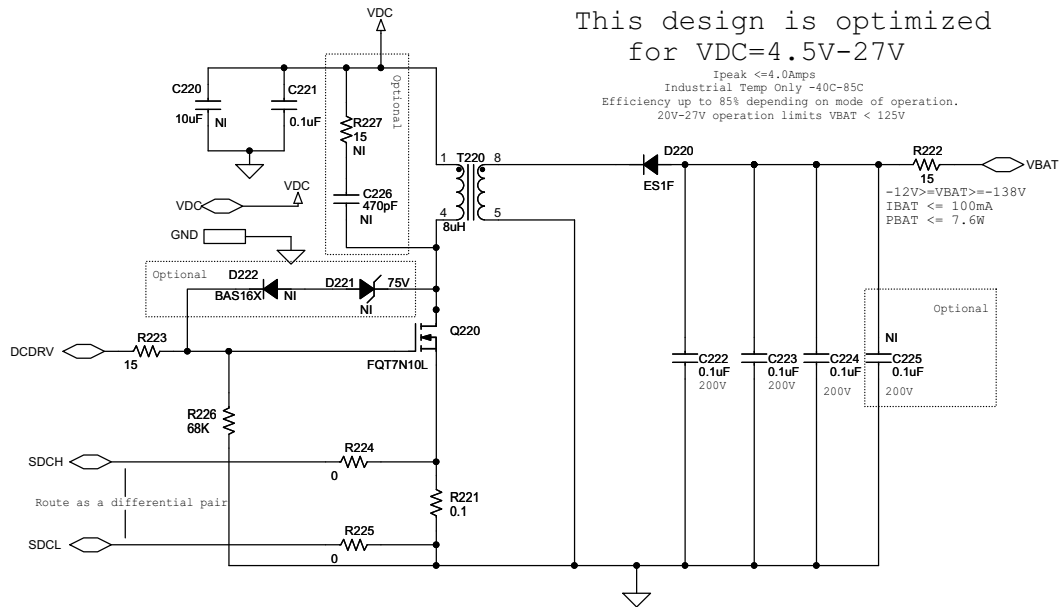 This design is optimized
for VDC=4.5V-27V
Ipeak <=4.0Amps
Industrial Temp Only -40C-85C
Efficiency up to 85% depending on mode of operation.
20V-27V operation limits VBAT < 125V
VDC
C220
10uF
NI
C221
0.1uF
Optional
R227
15
NI
C226
470pF
NI
VDC
VDC
GND
1
T220
8
4
8uH
5
D220
ES1F
R222
15
VBAT
-12V>=VBAT>=-138V
IBAT <= 100mA
PBAT <= 7.6W
Optional
D222
BAS16X
NI
D221
75V
NI
Q220
FQT7N10L
DCDRV
R223
15
R226
68K
C222
0.1uF
200V
C223
0.1uF
200V
C224
0.1uF
200V
Optional
NI
C225
0.1uF
200V
SDCH
R224
0
Route as a differential pair
R221
0.1
SDCL
R225
0